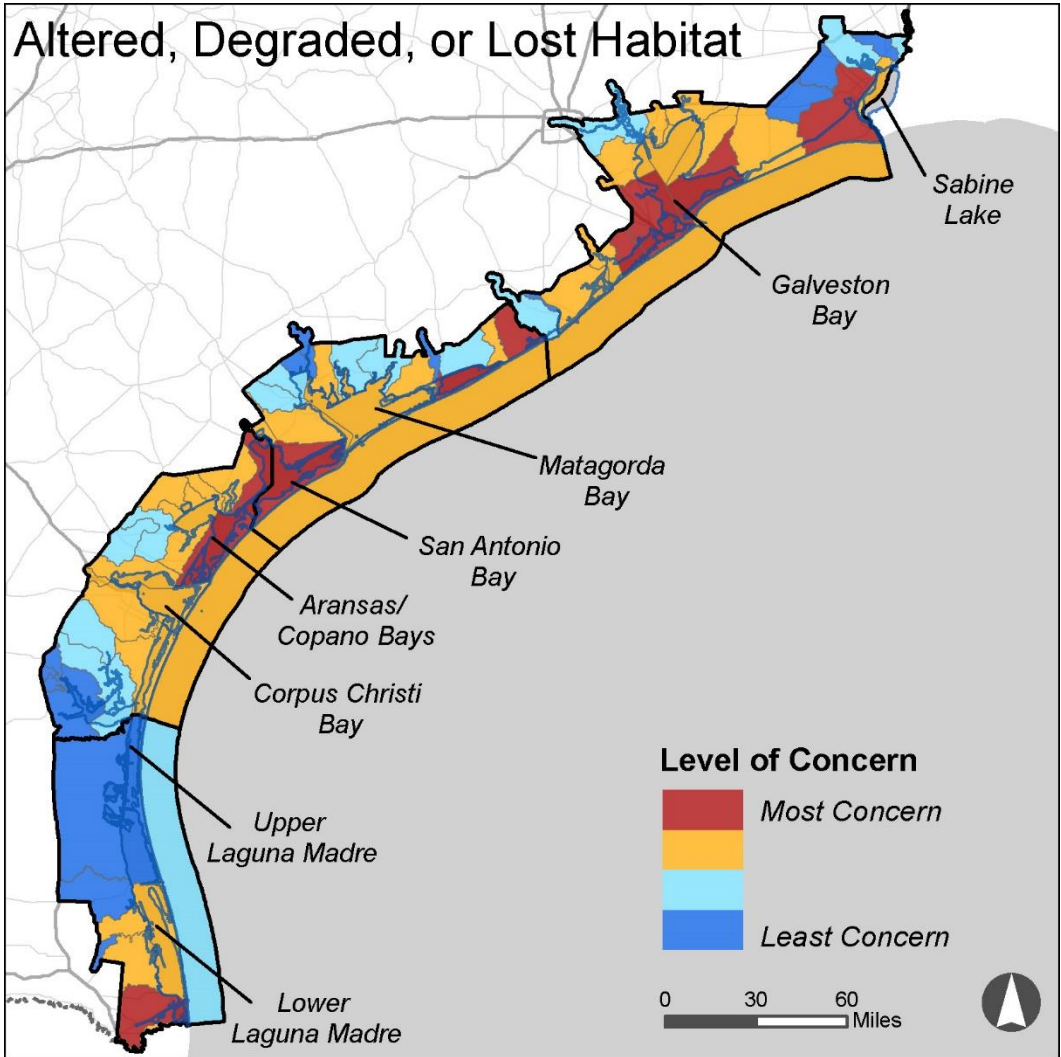 Altered, Degraded, or Lost Habitat
Sabine
Lake
Galveston
Bay
Matagorda
Bay
San Antonio
Bay
Aransas/
Copano Bays
Corpus Christi
Bay
Upper
Laguna Madre
Lower
Laguna Madre
Level of Concern
Most Concern
Least Concern
0 30 60
Miles